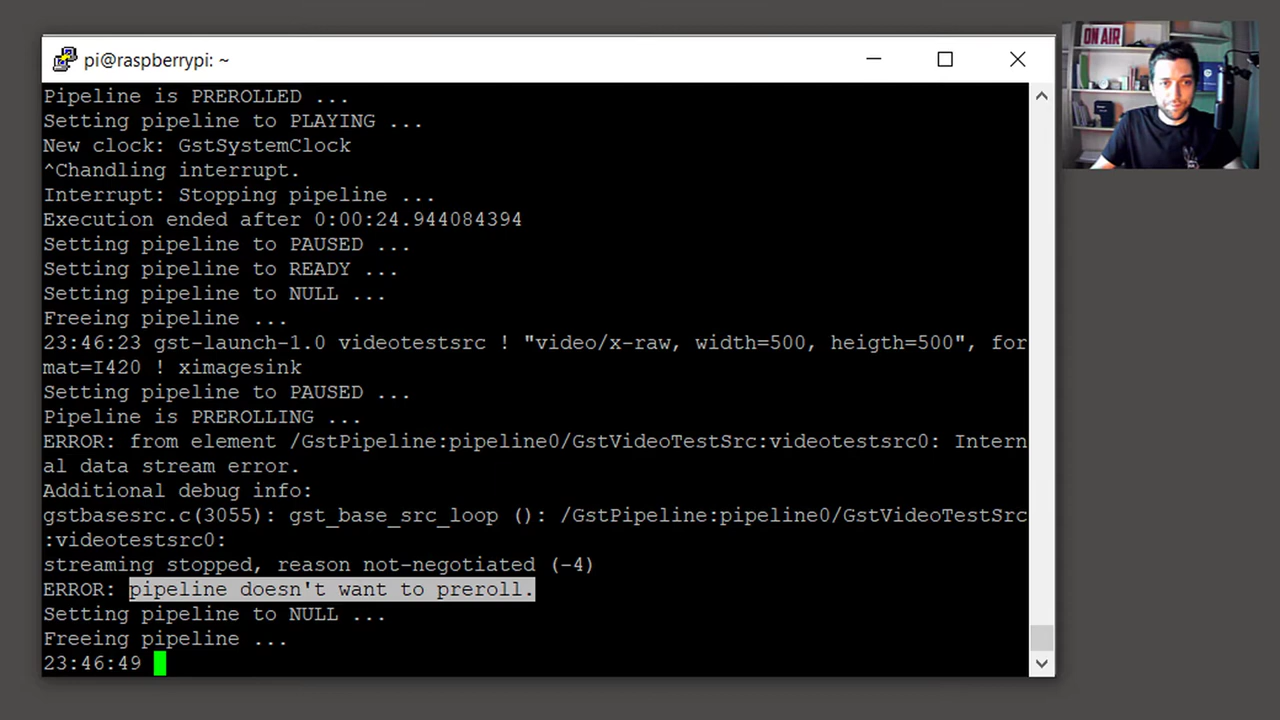 pi@raspberrypi: ~
ON AIR
Pipeline is PREROLLED ...
Setting pipeline to PLAYING ...
New clock: GstSystemClock
^Chandling interrupt.
Interrupt: Stopping pipeline ...
Execution ended after 0:00:24.944084394
Setting pipeline to PAUSED ...
Setting pipeline to READY ...
Setting pipeline to NULL ...
Freeing pipeline ...
23:46:23 gst-launch-1.0 videotestsrc ! "video/x-raw, width=500, heigth=500", for
mat=I420 ! ximagesink
Setting pipeline to PAUSED ...
Pipeline is PREROLLING ...
ERROR: from element /GstPipeline:pipeline0/GstVideoTestSrc:videotestsrc0: Intern
al data stream error.
Additional debug info:
gstbasesrc.c(3055): gst_base_src_loop (): /GstPipeline:pipeline0/GstVideoTestSrc
:videotestsrc0:
streaming stopped, reason not-negotiated (-4)
ERROR: pipeline doesn't want to preroll.
Setting pipeline to NULL ...
Freeing pipeline ...
23:46:49